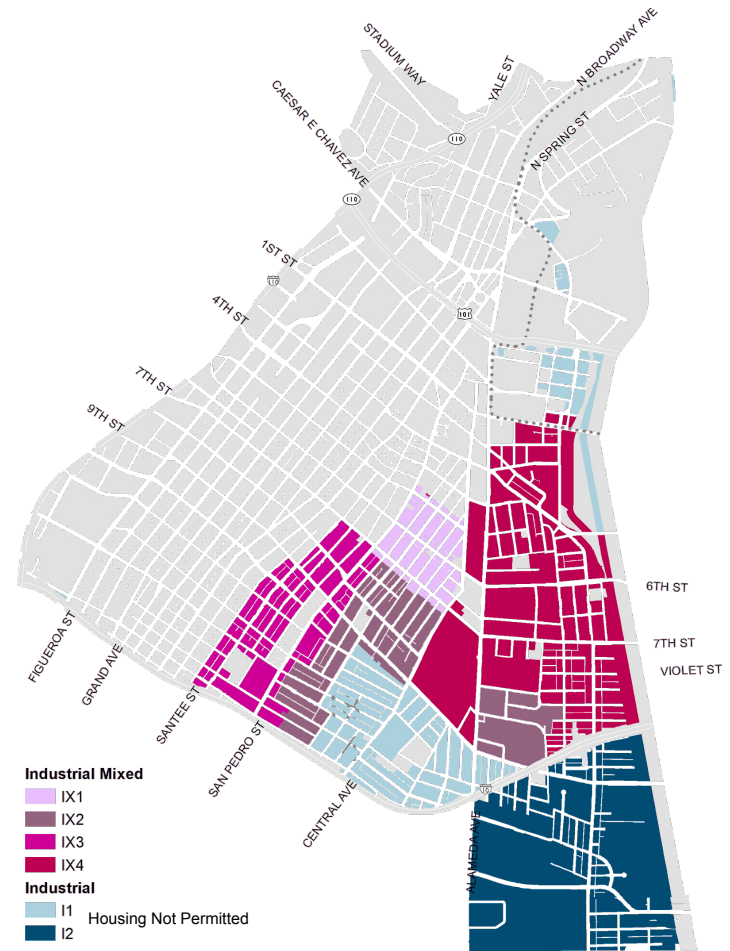 STADIUM WAY
YALE ST
N BROADWAY AVE
CAESAR E CHAVEZ AVE
110
N SPRING ST
110
1ST ST
110
4TH ST
101
7TH ST
9TH ST
6TH ST
7TH ST
VIOLET ST
FIGUEROA ST
GRAND AVE
SANTEE ST
SAN PEDRO ST
CENTRAL AVE
10
ALAMEDA AVE
Industrial Mixed
IX1
IX2
IX3
IX4
Industrial
I1 Housing Not Permitted
I2